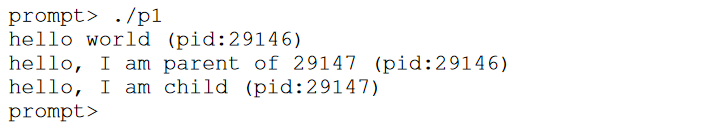 prompt> ./p1
hello world (pid:29146)
hello, I am parent of 29147 (pid:29146)
hello, I am child (pid:29147)
prompt>